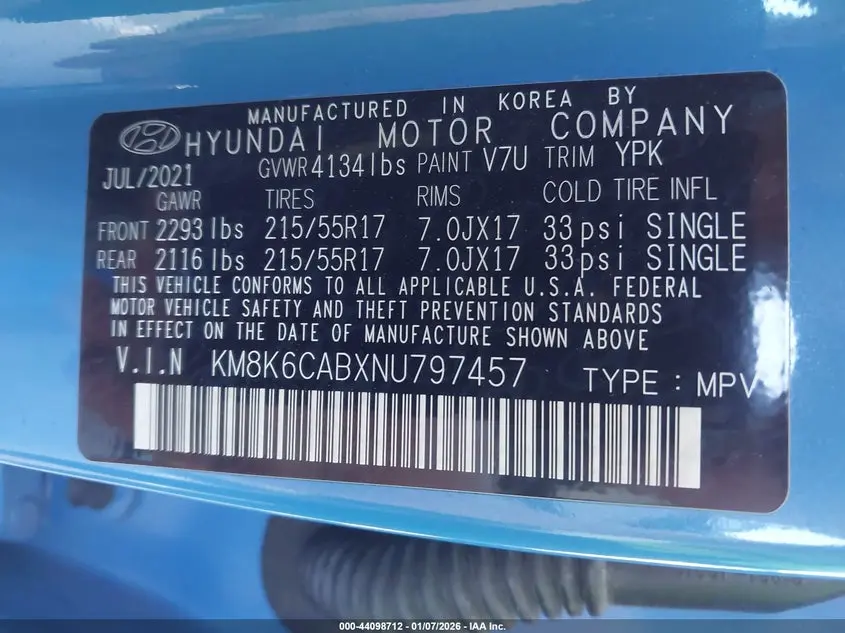 MANUFACTURED IN KOREA BY
HYUNDAI MOTOR COMPANY
JUL/2021 GVWR 4134 lbs PAINT V7U TRIM YPK
GAWR TIRES RIMS COLD TIRE INFL
FRONT 2293 lbs 215/55R17 7.0JX17 33psi SINGLE
REAR 2116 lbs 215/55R17 7.0JX17 33psi SINGLE
THIS VEHICLE CONFORMS TO ALL APPLICABLE U.S.A. FEDERAL
MOTOR VEHICLE SAFETY AND THEFT PREVENTION STANDARDS
IN EFFECT ON THE DATE OF MANUFACTURE SHOWN ABOVE
V.I.N KM8K6CABXNU797457 TYPE : MPV
000-44098712 - 01/07/2026 - IAA Inc.